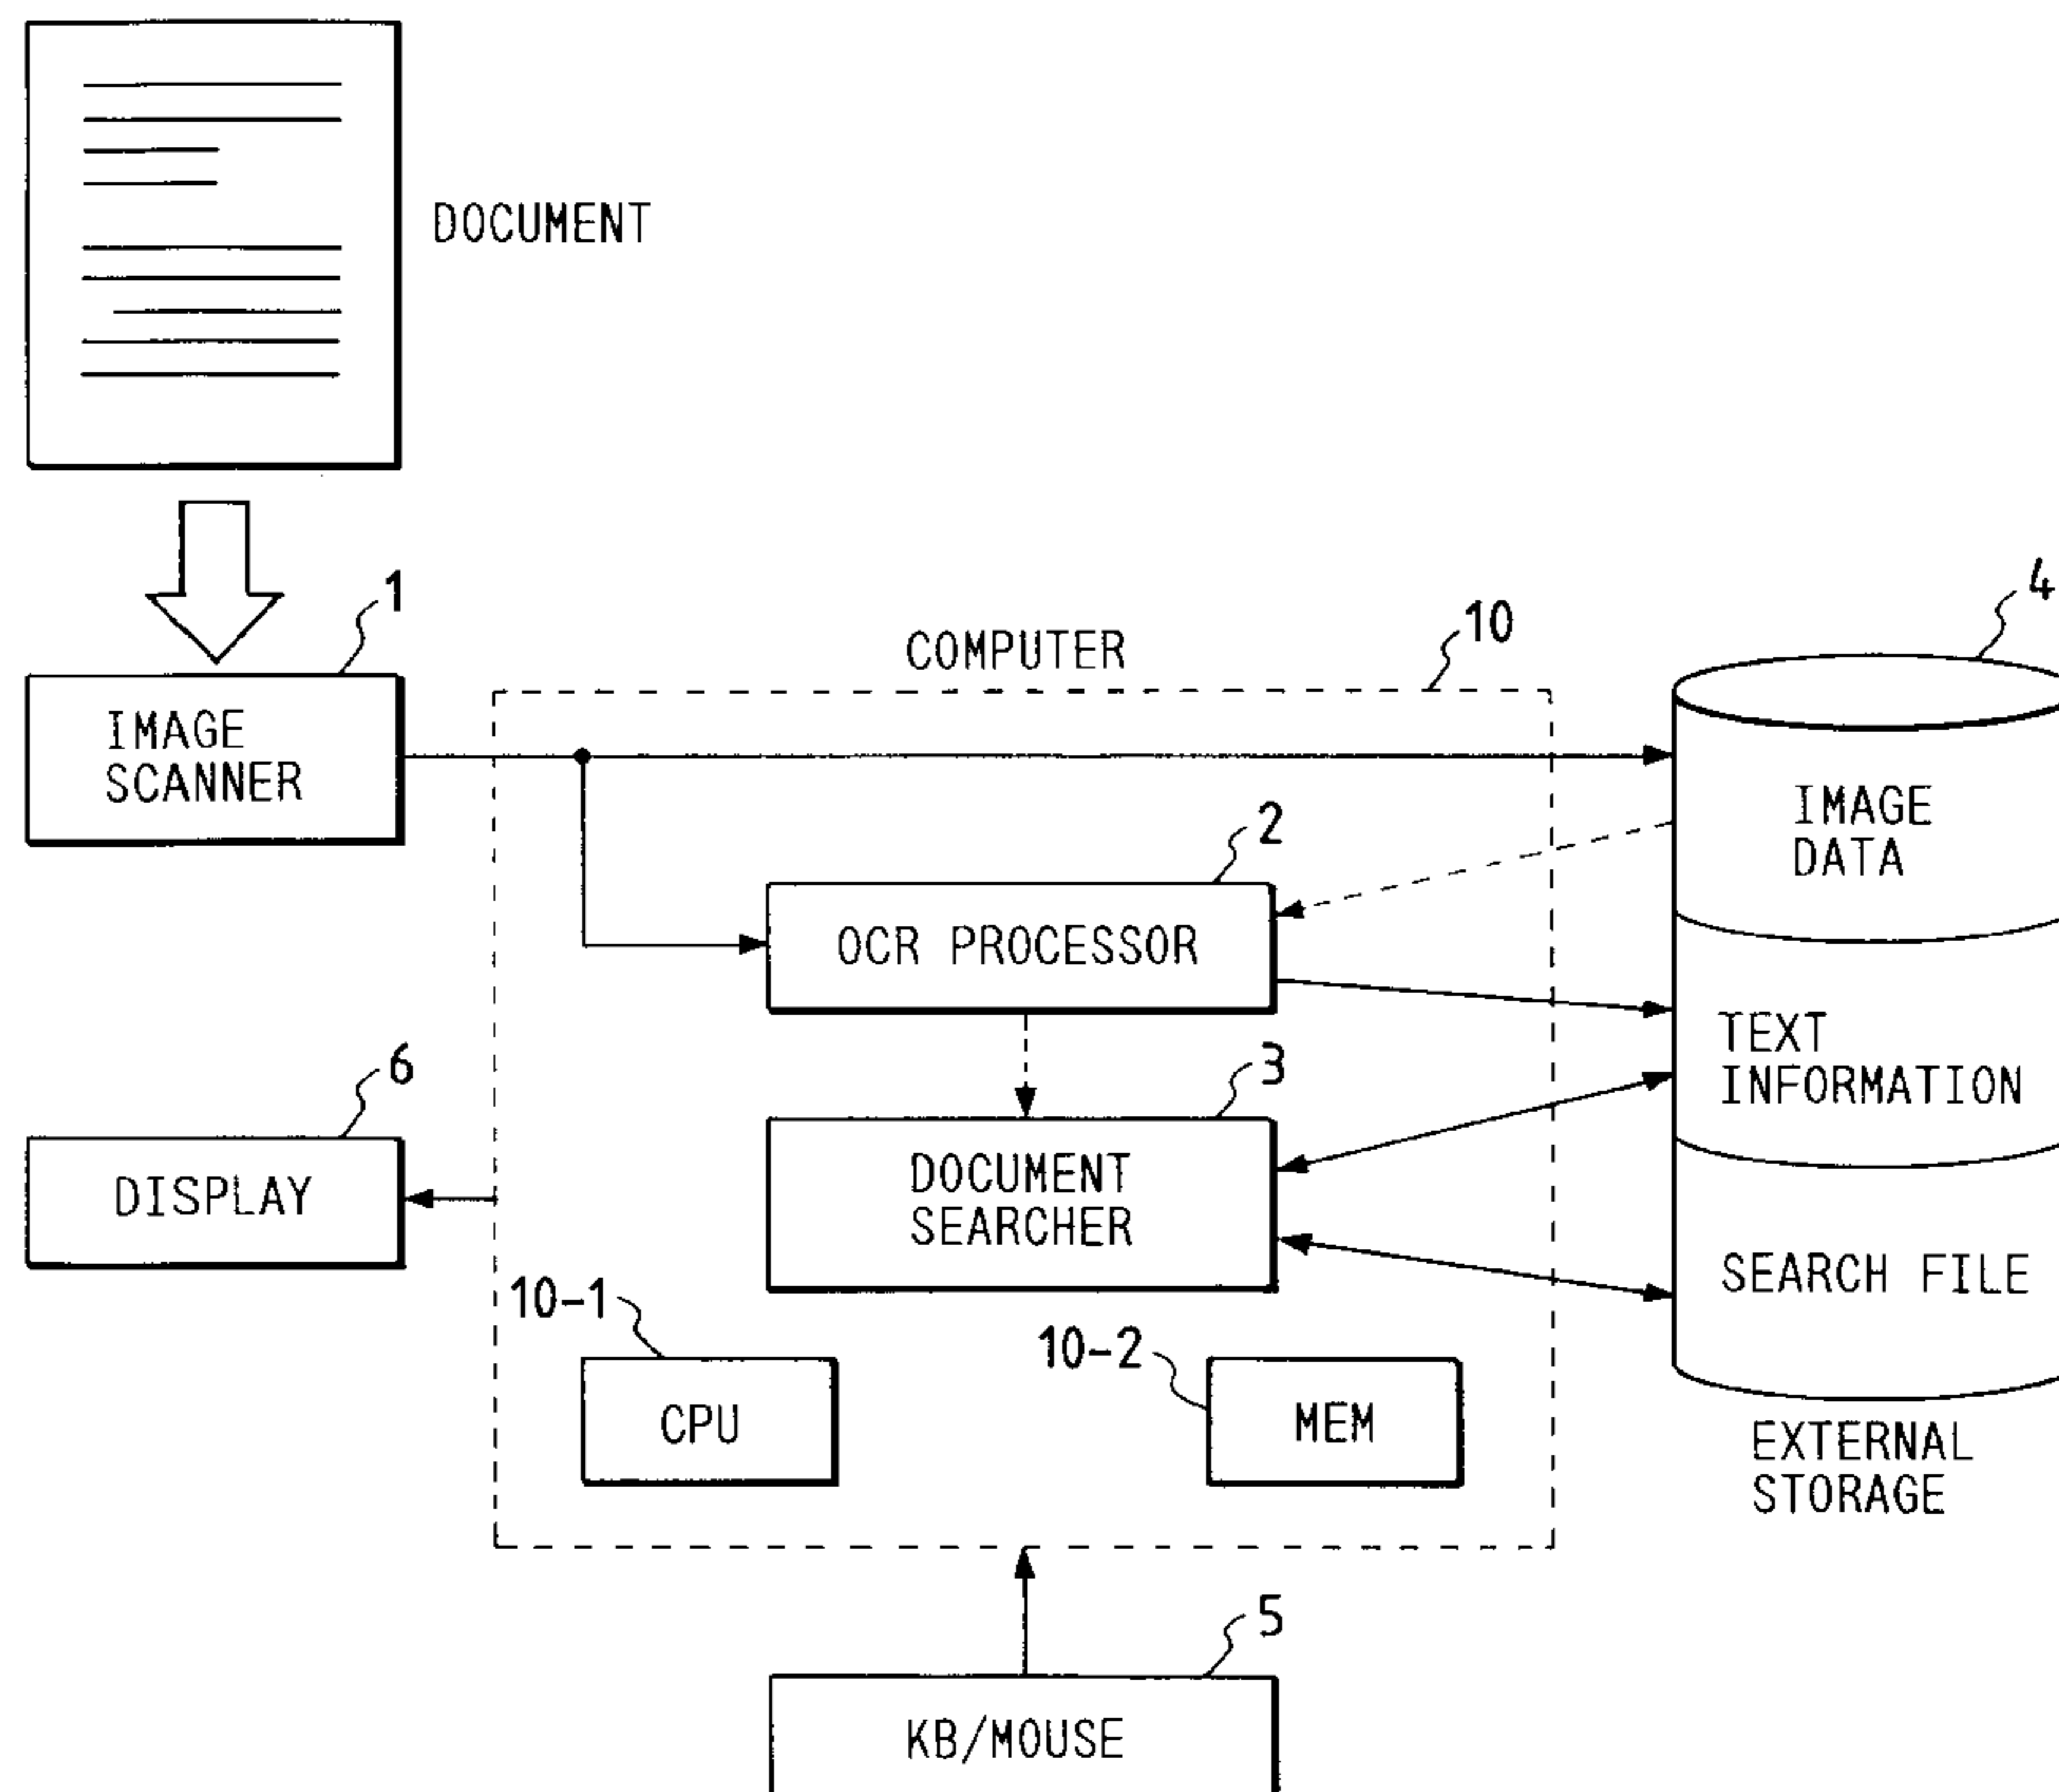 DOCUMENT
1
IMAGE
SCANNER
COMPUTER
10
4
IMAGE
DATA
2
OCR PROCESSOR
TEXT
INFORMATION
6
DISPLAY
3
DOCUMENT
SEARCHER
SEARCH FILE
10-1
CPU
10-2
MEM
EXTERNAL
STORAGE
5
KB/MOUSE